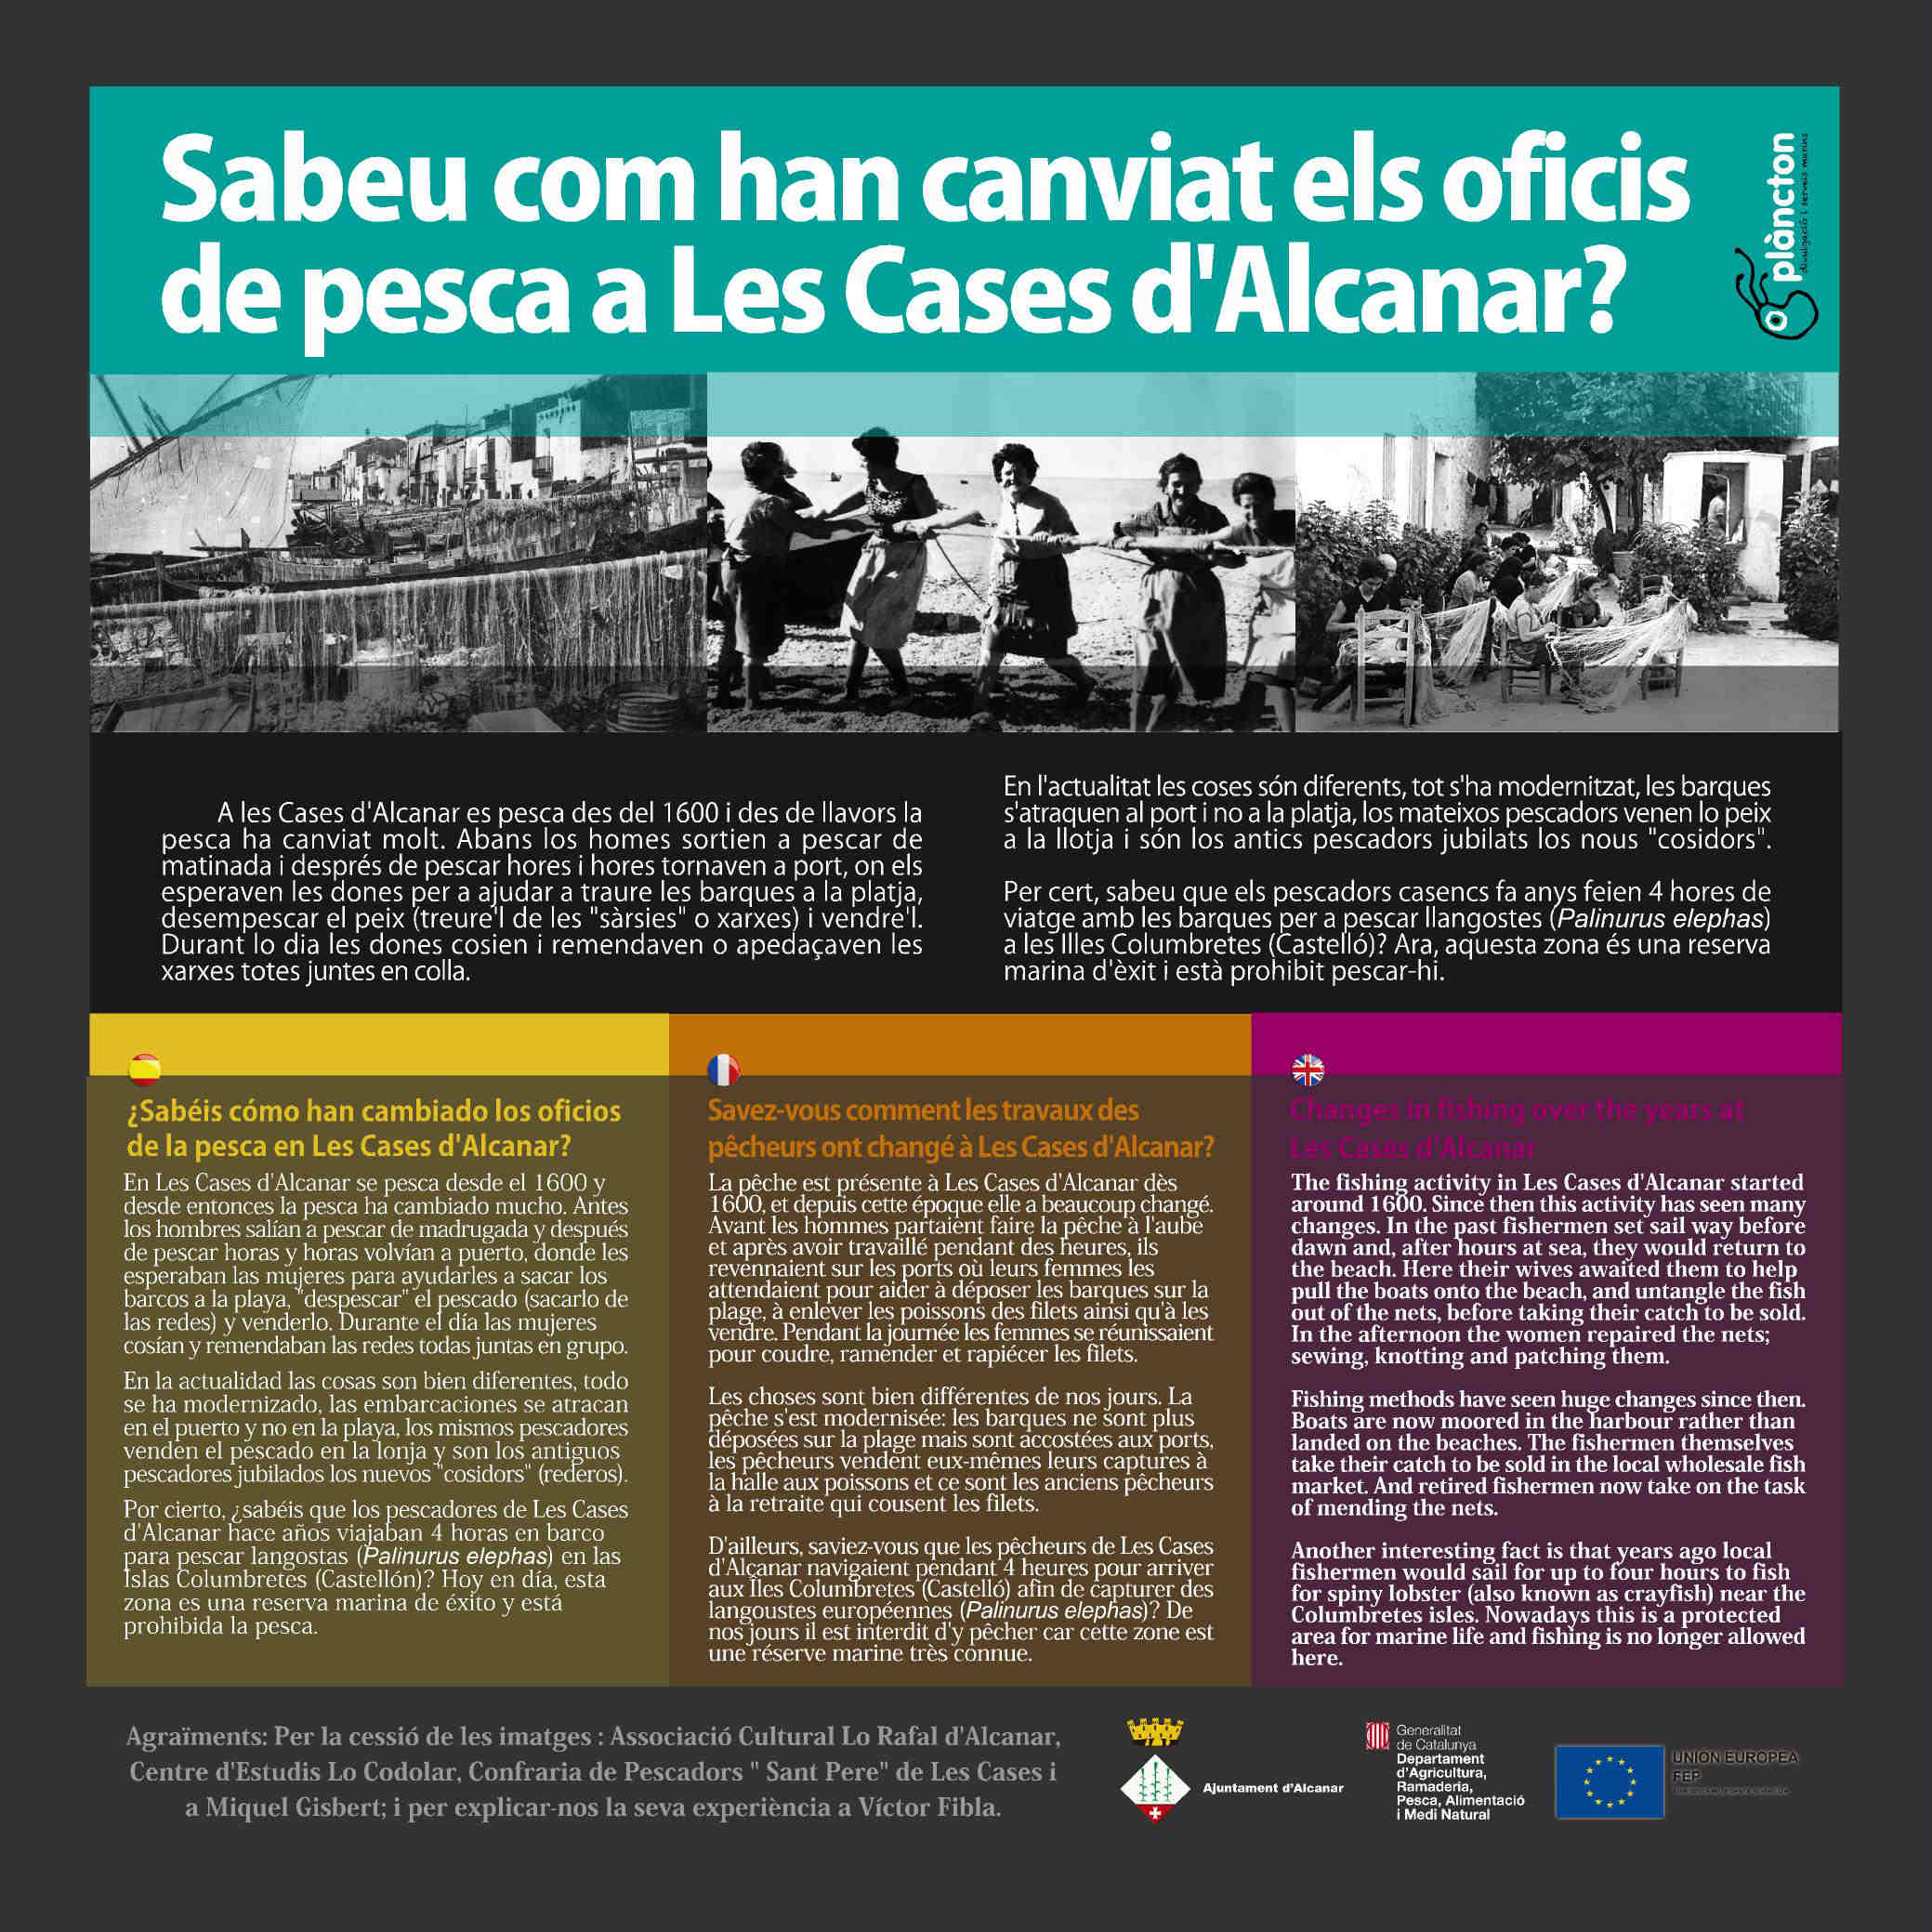 Sabeu com han canviat els oficis
de pesca a Les Cases d'Alcanar?
plàncton
divulgació i serveis marins
A les Cases d'Alcanar es pesca des del 1600 i des de llavors la
pesca ha canviat molt. Abans los homes sortien a pescar de
matinada i després de pescar hores i hores tornaven a port, on els
esperaven les dones per a ajudar a traure les barques a la platja,
desempescar el peix (treure'l de les "sàrsies" o xarxes) i vendre'l.
Durant lo dia les dones cosien i remendaven o apedaçaven les
xarxes totes juntes en colla.
En l'actualitat les coses són diferents, tot s'ha modernitzat, les barques
s'atraquen al port i no a la platja, los mateixos pescadors venen lo peix
a la llotja i són los antics pescadors jubilats los nous "cosidors".
Per cert, sabeu que els pescadors casencs fa anys feien 4 hores de
viatge amb les barques per a pescar llangostes (Palinurus elephas)
a les Illes Columbretes (Castelló)? Ara, aquesta zona és una reserva
marina d'èxit i està prohibit pescar-hi.
¿Sabéis cómo han cambiado los oficios
de la pesca en Les Cases d'Alcanar?
En Les Cases d'Alcanar se pesca desde el 1600 y
desde entonces la pesca ha cambiado mucho. Antes
los hombres salían a pescar de madrugada y después
de pescar horas y horas volvían a puerto, donde les
esperaban las mujeres para ayudarles a sacar los
barcos a la playa, "despescar" el pescado (sacarlo de
las redes) y venderlo. Durante el día las mujeres
cosían y remendaban las redes todas juntas en grupo.
En la actualidad las cosas son bien diferentes, todo
se ha modernizado, las embarcaciones se atracan
en el puerto y no en la playa, los mismos pescadores
venden el pescado en la lonja y son los antiguos
pescadores jubilados los nuevos "cosidors" (rederos).
Por cierto, ¿sabéis que los pescadores de Les Cases
d'Alcanar hace años viajaban 4 horas en barco
para pescar langostas (Palinurus elephas) en las
Islas Columbretes (Castellón)? Hoy en día, esta
zona es una reserva marina de éxito y está
prohibida la pesca.
Savez-vous comment les travaux des
pêcheurs ont changé à Les Cases d'Alcanar?
La pêche est présente à Les Cases d'Alcanar dès
1600, et depuis cette époque elle a beaucoup changé.
Avant les hommes partaient faire la pêche à l'aube
et après avoir travaillé pendant des heures, ils
revennaient sur les ports où leurs femmes les
attendaient pour aider à déposer les barques sur la
plage, à enlever les poissons des filets ainsi qu'à les
vendre. Pendant la journée les femmes se réunissaient
pour coudre, ramender et rapiécer les filets.
Les choses sont bien différentes de nos jours. La
pêche s'est modernisée: les barques ne sont plus
déposées sur la plage mais sont accostées aux ports,
les pêcheurs vendent eux-mêmes leurs captures à
la halle aux poissons et ce sont les anciens pêcheurs
à la retraite qui cousent les filets.
D'ailleurs, saviez-vous que les pêcheurs de Les Cases
d'Alcanar navigaient pendant 4 heures pour arriver
aux Îles Columbretes (Castelló) afin de capturer des
langoustes européennes (Palinurus elephas)? De
nos jours il est interdit d'y pêcher car cette zone est
une réserve marine très connue.
Changes in fishing over the years at
Les Cases d'Alcanar
The fishing activity in Les Cases d'Alcanar started
around 1600. Since then this activity has seen many
changes. In the past fishermen set sail way before
dawn and, after hours at sea, they would return to
the beach. Here their wives awaited them to help
pull the boats onto the beach, and untangle the fish
out of the nets, before taking their catch to be sold.
In the afternoon the women repaired the nets;
sewing, knotting and patching them.
Fishing methods have seen huge changes since then.
Boats are now moored in the harbour rather than
landed on the beaches. The fishermen themselves
take their catch to be sold in the local wholesale fish
market. And retired fishermen now take on the task
of mending the nets.
Another interesting fact is that years ago local
fishermen would sail for up to four hours to fish
for spiny lobster (also known as crayfish) near the
Columbretes isles. Nowadays this is a protected
area for marine life and fishing is no longer allowed
here.
Agraïments: Per la cessió de les imatges : Associació Cultural Lo Rafal d'Alcanar,
Centre d'Estudis Lo Codolar, Confraria de Pescadors " Sant Pere" de Les Cases i
a Miquel Gisbert; i per explicar-nos la seva experiència a Víctor Fibla.
Ajuntament d'Alcanar
Generalitat
de Catalunya
Departament
d'Agricultura,
Ramaderia,
Pesca, Alimentació
i Medi Natural
UNIÓN EUROPEA
FEP